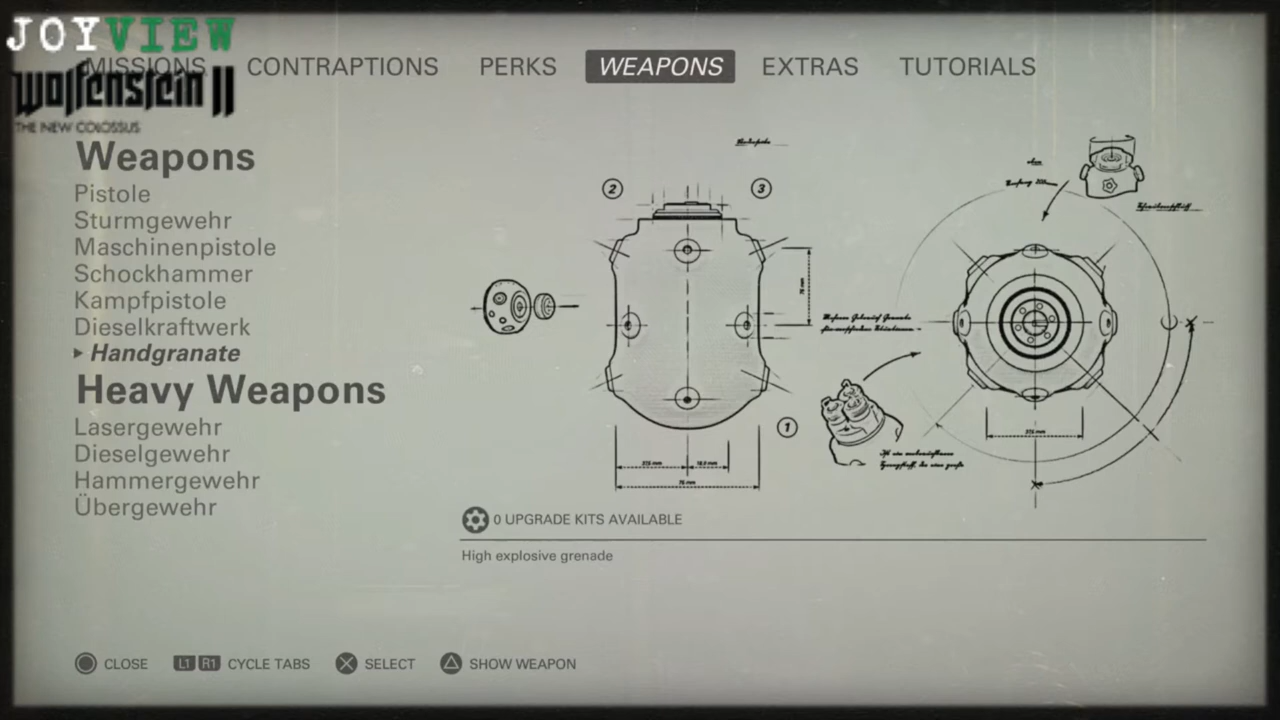 JOYVIEW
MISSIONS CONTRAPTIONS PERKS WEAPONS EXTRAS TUTORIALS
Wolfenstein II
THE NEW COLOSSUS
Weapons
Pistole
Sturmgewehr
Maschinenpistole
Schockhammer
Kampfpistole
Dieselkraftwerk
Handgranate
Heavy Weapons
Lasergewehr
Dieselgewehr
Hammergewehr
Übergewehr
2 3
1
0 UPGRADE KITS AVAILABLE
High explosive grenade
CLOSE L1 R1 CYCLE TABS SELECT SHOW WEAPON